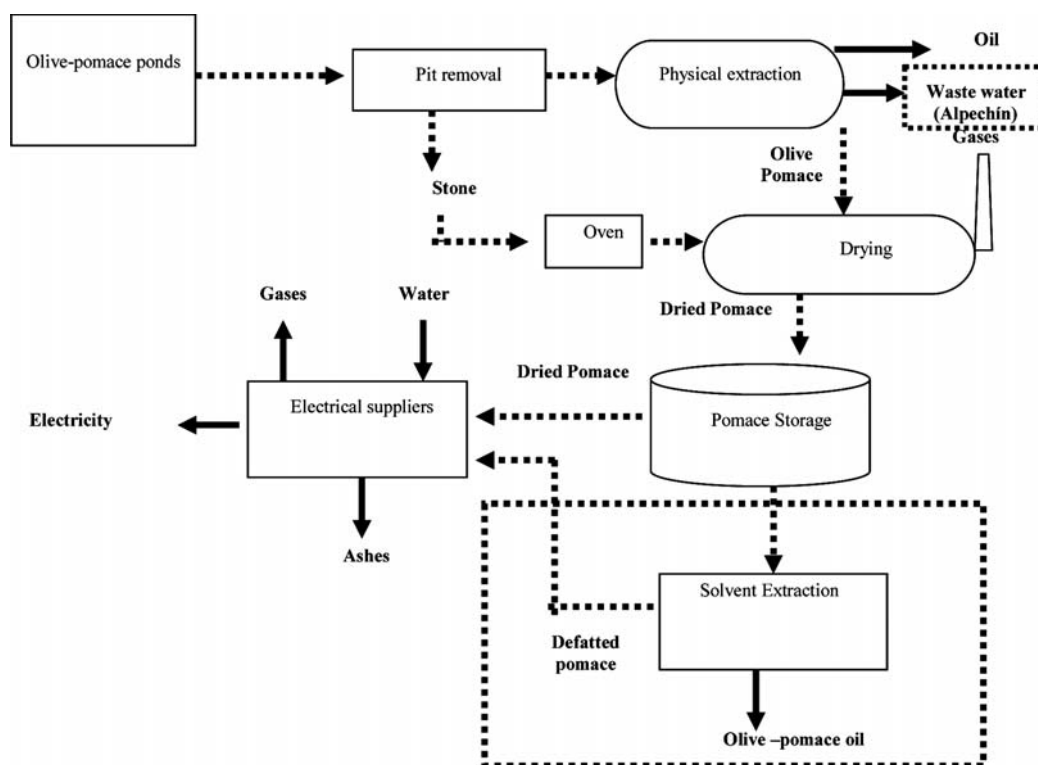 Olive-pomace ponds
Pit removal
Physical extraction
Oil
Waste water
(Alpechín)
Gases
Stone
Olive
Pomace
Oven
Drying
Gases
Water
Dried Pomace
Dried Pomace
Electricity
Electrical suppliers
Pomace Storage
Ashes
Solvent Extraction
Defatted
pomace
Olive –pomace oil